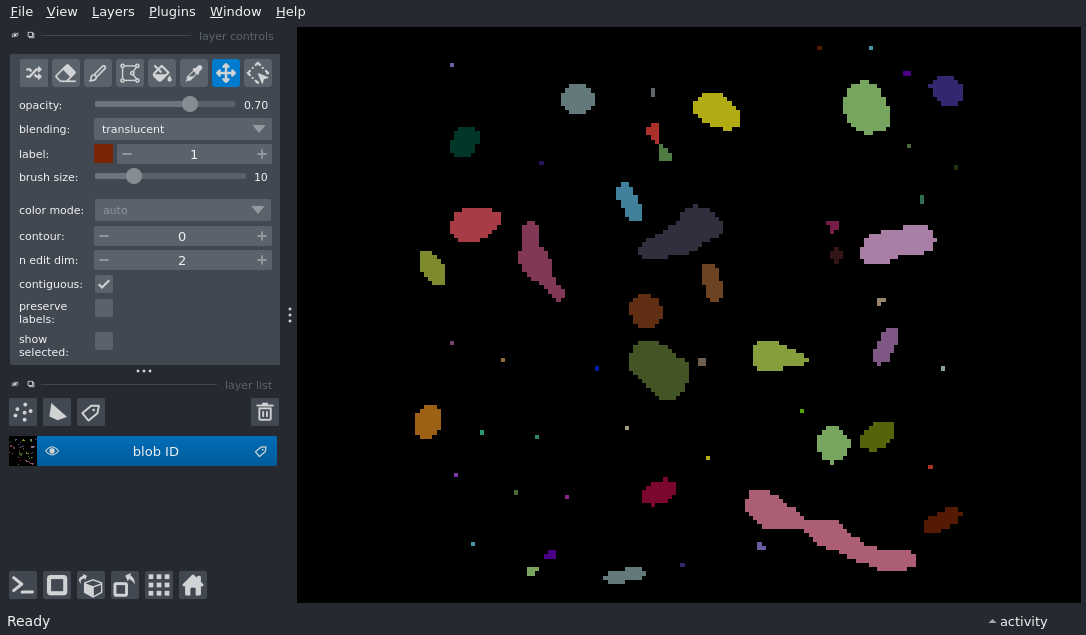 File View Layers Plugins Window Help
layer controls
opacity: 0.70
blending: translucent
label: 1
brush size: 10
color mode: auto
contour: 0
n edit dim: 2
contiguous:
preserve
labels:
show
selected:
layer list
blob ID
Ready activity